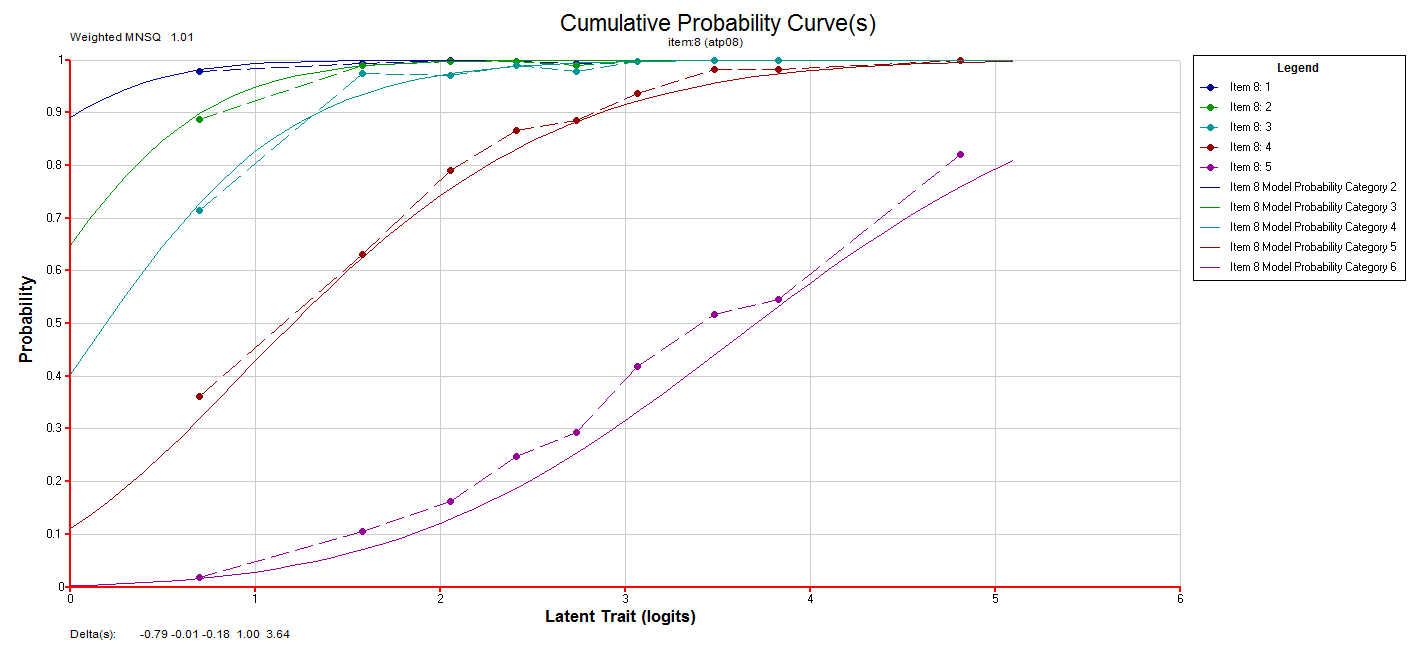 Cumulative Probability Curve(s)
item:8 (atp08)
Weighted MNSQ 1.01
Legend
Item 8: 1
Item 8: 2
Item 8: 3
Item 8: 4
Item 8: 5
Item 8 Model Probability Category 2
Item 8 Model Probability Category 3
Item 8 Model Probability Category 4
Item 8 Model Probability Category 5
Item 8 Model Probability Category 6
Probability
1
0.9
0.8
0.7
0.6
0.5
0.4
0.3
0.2
0.1
0
0 1 2 3 4 5 6
Latent Trait (logits)
Delta(s): -0.79 -0.01 -0.18 1.00 3.64